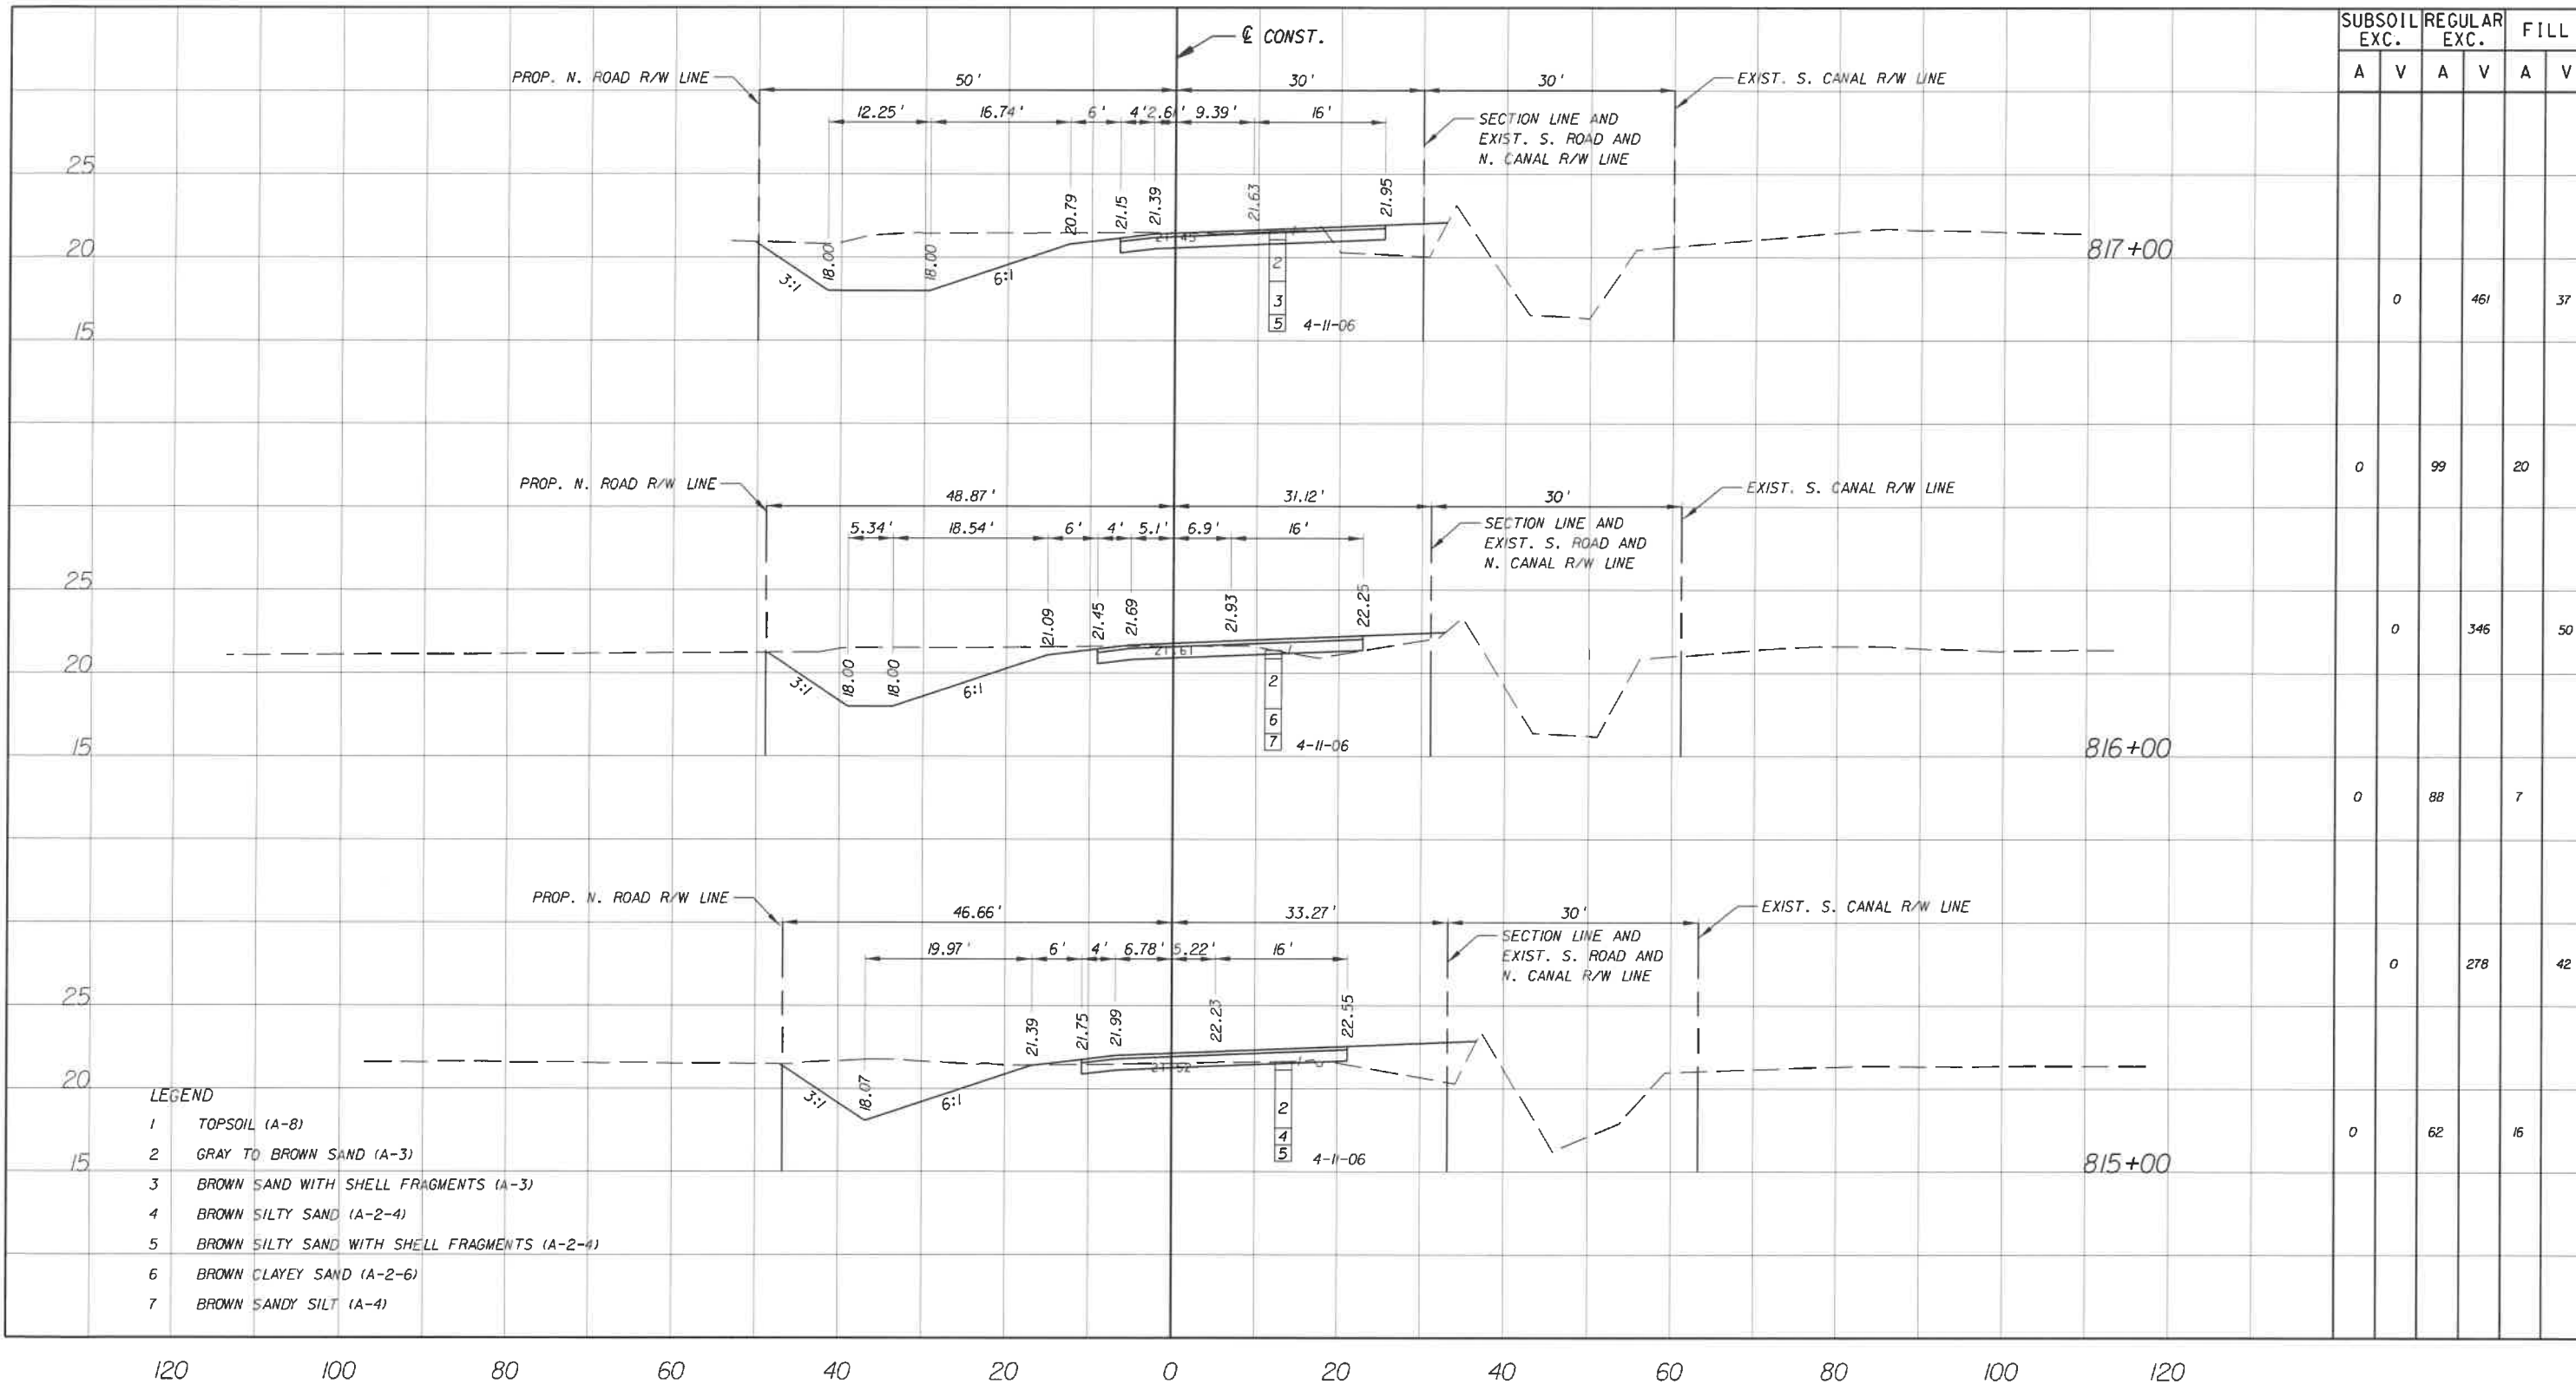 SUBSOIL EXC. REGULAR EXC. FILL
A V A V A V
℄ CONST.
PROP. N. ROAD R/W LINE
50' 30' 30'
EXIST. S. CANAL R/W LINE
12.25' 16.74' 6' 4' 2.61' 9.39' 16'
SECTION LINE AND
EXIST. S. ROAD AND
N. CANAL R/W LINE
25
18.00 18.00 20.79 21.15 21.39 21.63 21.95
20
21.45 1
817+00
3:1 6:1
2
3
5 4-11-06
15
0 461 37
0 99 20
PROP. N. ROAD R/W LINE
48.87' 31.12' 30'
EXIST. S. CANAL R/W LINE
5.34' 18.54' 6' 4' 5.1' 6.9' 16'
SECTION LINE AND
EXIST. S. ROAD AND
N. CANAL R/W LINE
25
18.00 18.00 21.09 21.45 21.69 21.93 22.25
0 346 50
20
21.61 1
3:1 6:1
2
6
7 4-11-06
15
816+00
0 88 7
PROP. N. ROAD R/W LINE
46.66' 33.27' 30'
EXIST. S. CANAL R/W LINE
19.97' 6' 4' 6.78' 5.22' 16'
SECTION LINE AND
EXIST. S. ROAD AND
N. CANAL R/W LINE
0 278 42
25
18.07 21.39 21.75 21.99 22.23 22.55
20
1
3:1 6:1
2
4
5 4-11-06
15
815+00
0 62 16
LEGEND
1 TOPSOIL (A-8)
2 GRAY TO BROWN SAND (A-3)
3 BROWN SAND WITH SHELL FRAGMENTS (A-3)
4 BROWN SILTY SAND (A-2-4)
5 BROWN SILTY SAND WITH SHELL FRAGMENTS (A-2-4)
6 BROWN CLAYEY SAND (A-2-6)
7 BROWN SANDY SILT (A-4)
120 100 80 60 40 20 0 20 40 60 80 100 120